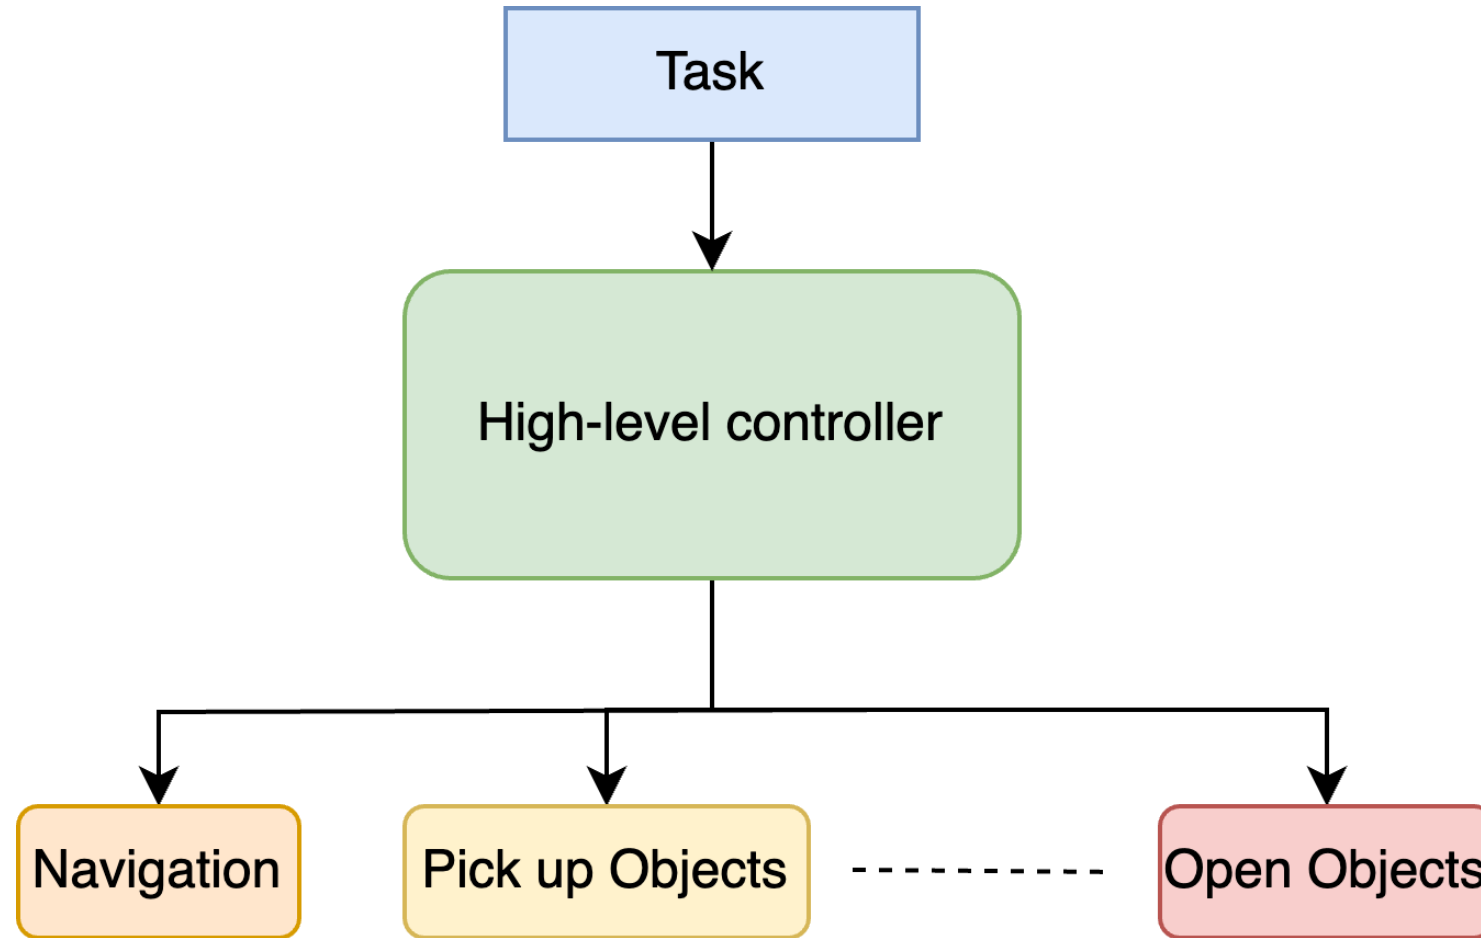 Task
High-level controller
Navigation
Pick up Objects
Open Objects